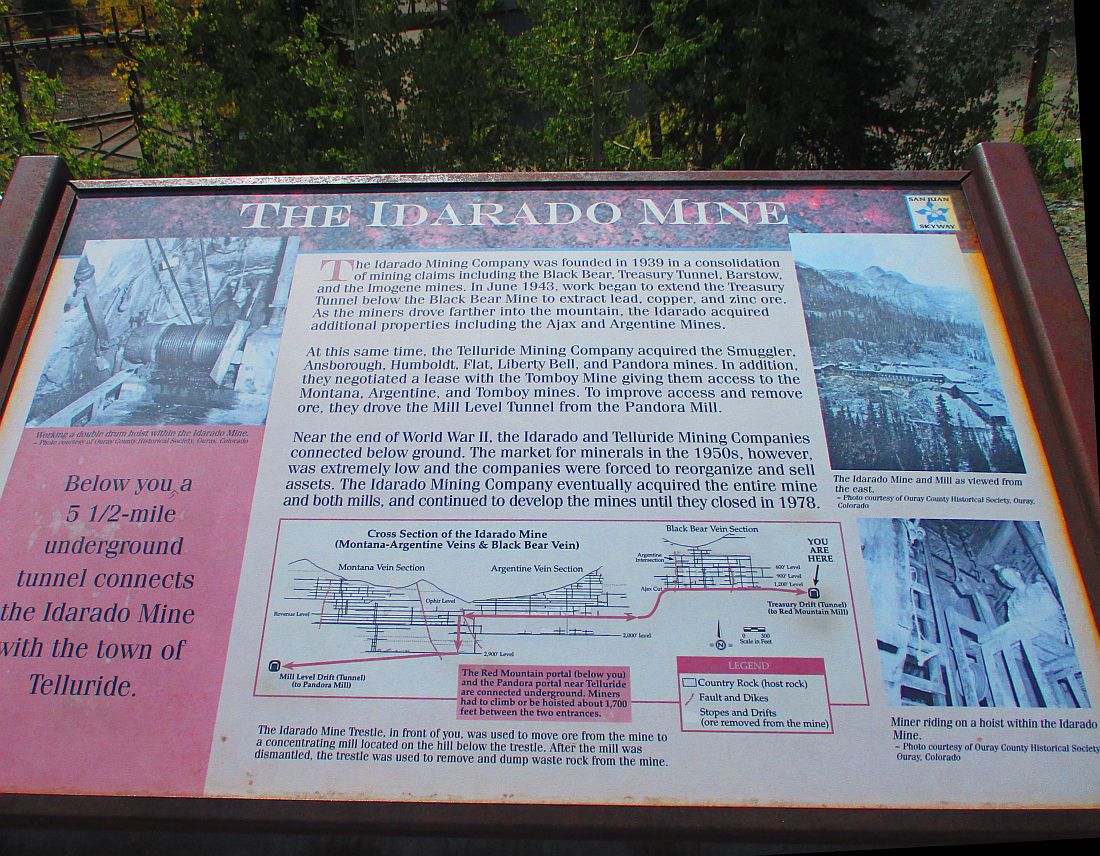 THE IDARADO MINE
SAN JUAN
SKYWAY
The Idarado Mining Company was founded in 1939 in a consolidation
of mining claims including the Black Bear, Treasury Tunnel, Barstow,
and the Imogene mines. In June 1943, work began to extend the Treasury
Tunnel below the Black Bear Mine to extract lead, copper, and zinc ore.
As the miners drove farther into the mountain, the Idarado acquired
additional properties including the Ajax and Argentine Mines.
At this same time, the Telluride Mining Company acquired the Smuggler,
Ansborough, Humboldt, Flat, Liberty Bell, and Pandora mines. In addition,
they negotiated a lease with the Tomboy Mine giving them access to the
Montana, Argentine, and Tomboy mines. To improve access and remove
ore, they drove the Mill Level Tunnel from the Pandora Mill.
Near the end of World War II, the Idarado and Telluride Mining Companies
connected below ground. The market for minerals in the 1950s, however,
was extremely low and the companies were forced to reorganize and sell
assets. The Idarado Mining Company eventually acquired the entire mine
and both mills, and continued to develop the mines until they closed in 1978.
Working a double drum hoist within the Idarado Mine.
– Photo courtesy of Ouray County Historical Society, Ouray, Colorado
Below you, a
5 1/2-mile
underground
tunnel connects
the Idarado Mine
with the town of
Telluride.
The Idarado Mine and Mill as viewed from
the east.
– Photo courtesy of Ouray County Historical Society, Ouray,
Colorado
Cross Section of the Idarado Mine
(Montana-Argentine Veins & Black Bear Vein)
Black Bear Vein Section
Montana Vein Section
Argentine Vein Section
Argentine
Intersection
600' Level
900' Level
1,200' Level
Ajax Cut
YOU
ARE
HERE
Ophir Level
Revenue Level
Treasury Drift (Tunnel)
(to Red Mountain Mill)
2,000' level
2,900' Level
N
0 500
Scale in Feet
Mill Level Drift (Tunnel)
(to Pandora Mill)
The Red Mountain portal (below you)
and the Pandora portal near Telluride
are connected underground. Miners
had to climb or be hoisted about 1,700
feet between the two entrances.
LEGEND
Country Rock (host rock)
Fault and Dikes
Stopes and Drifts
(ore removed from the mine)
The Idarado Mine Trestle, in front of you, was used to move ore from the mine to
a concentrating mill located on the hill below the trestle. After the mill was
dismantled, the trestle was used to remove and dump waste rock from the mine.
Miner riding on a hoist within the Idarado
Mine.
– Photo courtesy of Ouray County Historical Society,
Ouray, Colorado